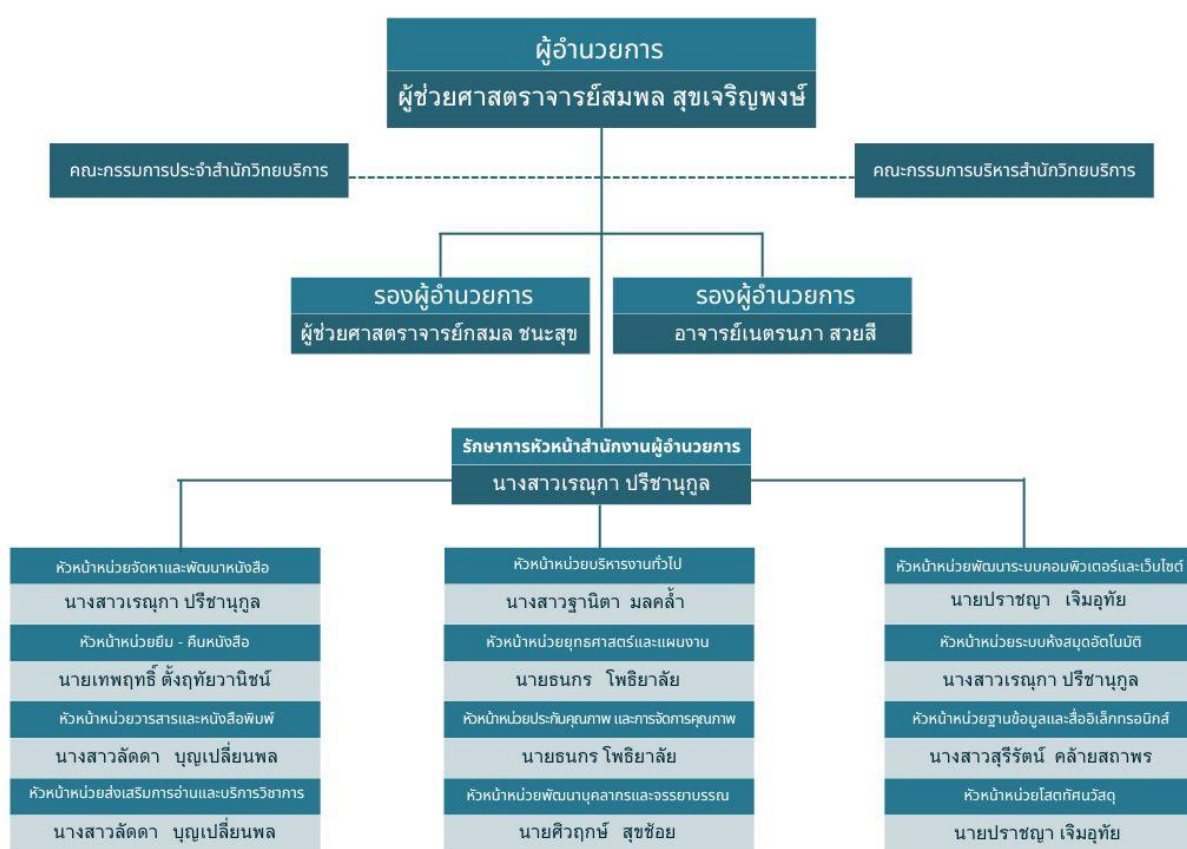 ผู้อำนวยการ
ผู้ช่วยศาสตราจารย์สมพล สุขเจริญพงษ์
คณะกรรมการประจำสำนักวิทยบริการ
คณะกรรมการบริหารสำนักวิทยบริการ
รองผู้อำนวยการ
ผู้ช่วยศาสตราจารย์กสมล ชนะสุข
รองผู้อำนวยการ
อาจารย์เนตรนภา สวยสี
รักษาการหัวหน้าสำนักงานผู้อำนวยการ
นางสาวเรณุกา ปรีชานุกูล
หัวหน้าหน่วยจัดหาและพัฒนาหนังสือ
นางสาวเรณุกา ปรีชานุกูล
หัวหน้าหน่วยยืม - คืนหนังสือ
นายเทพฤทธิ์ ตั้งฤทัยวานิชน์
หัวหน้าหน่วยวารสารและหนังสือพิมพ์
นางสาวลัดดา บุญเปลี่ยนพล
หัวหน้าหน่วยส่งเสริมการอ่านและบริการวิชาการ
นางสาวลัดดา บุญเปลี่ยนพล
หัวหน้าหน่วยบริหารงานทั่วไป
นางสาวฐานิตา มลคล้ำ
หัวหน้าหน่วยยุทธศาสตร์และแผนงาน
นายธนกร โพธิยาลัย
หัวหน้าหน่วยประกันคุณภาพ และการจัดการคุณภาพ
นายธนกร โพธิยาลัย
หัวหน้าหน่วยพัฒนาบุคลากรและจรรยาบรรณ
นายศิวฤกษ์ สุขช้อย
หัวหน้าหน่วยพัฒนาระบบคอมพิวเตอร์และเว็บไซต์
นายปราชญา เจิมอุทัย
หัวหน้าหน่วยระบบห้งสมุดอัตโนมัติ
นางสาวเรณุกา ปรีชานุกูล
หัวหน้าหน่วยฐานข้อมูลและสื่ออิเล็กทรอนิกส์
นางสาวสุรีรัตน์ คล้ายสถาพร
หัวหน้าหน่วยโสตทัศนวัสดุ
นายปราชญา เจิมอุทัย